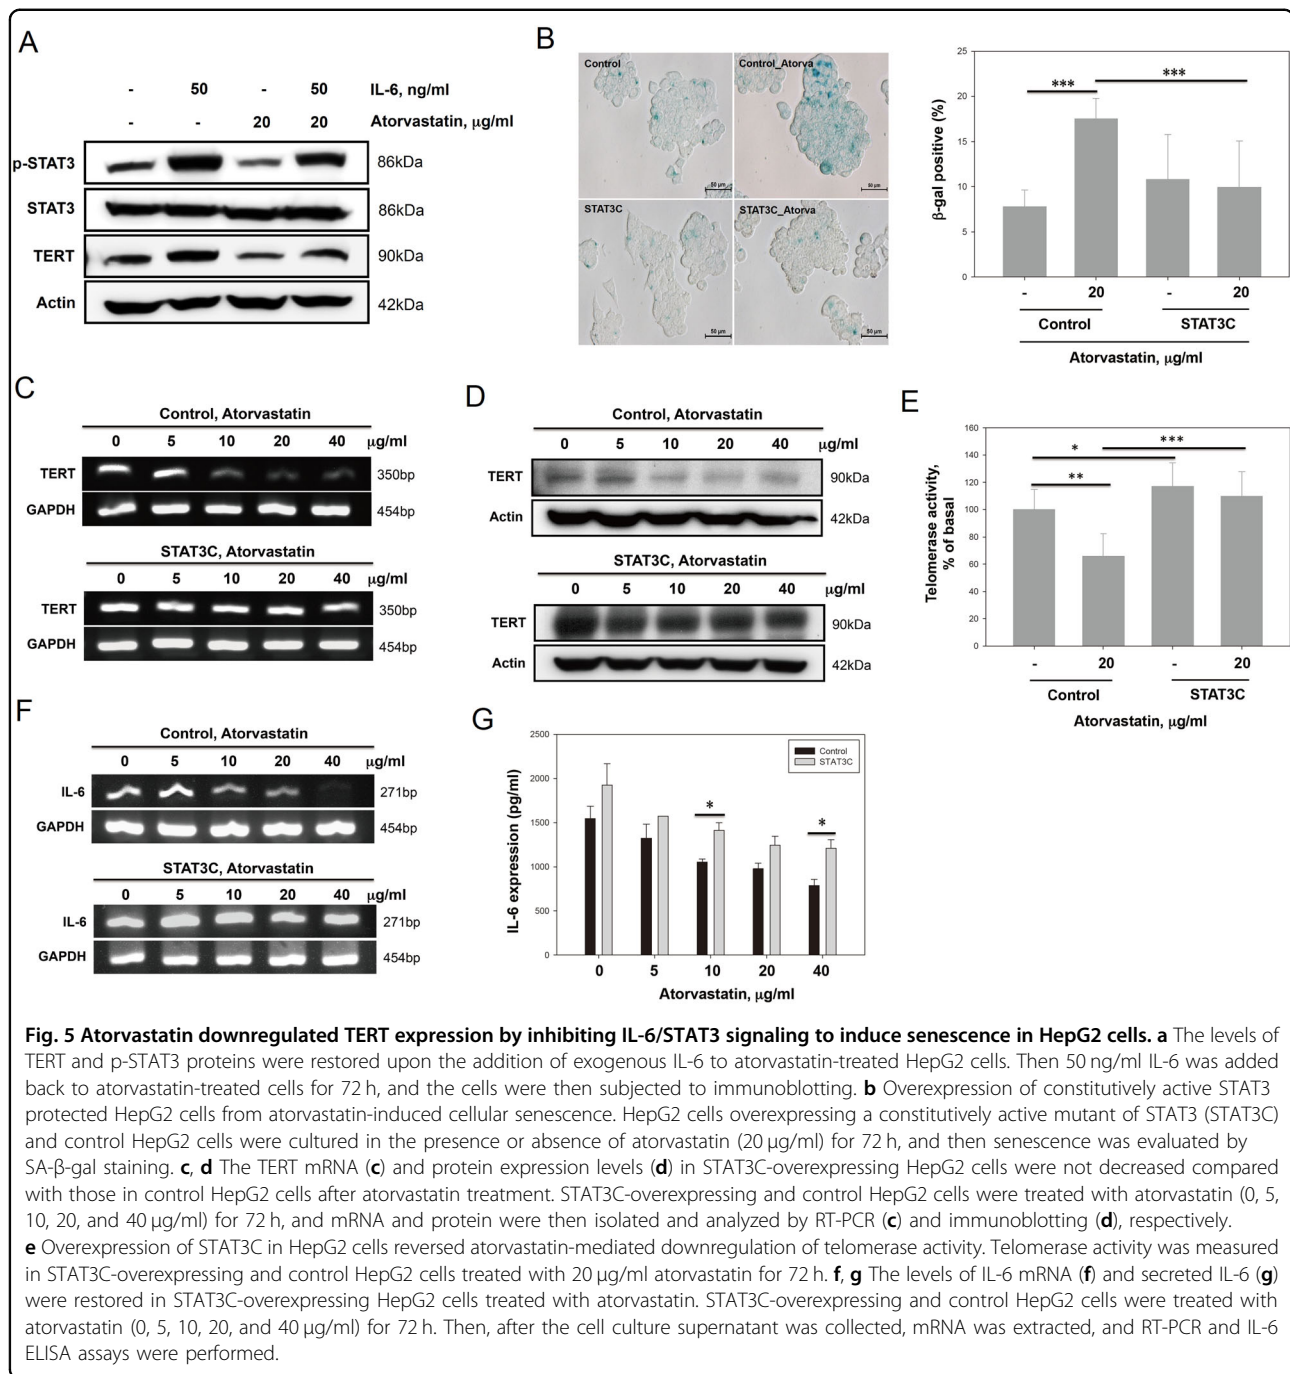 A
- 50 - 50 IL-6, ng/ml
- - 20 20 Atorvastatin, μg/ml
p-STAT3 86kDa
STAT3 86kDa
TERT 90kDa
Actin 42kDa
B
Control Control_Atorva
50 μm 50 μm
STAT3C STAT3C_Atorva
50 μm 50 μm
β-gal positive (%)
25
20
15
10
5
0
*** ***
- 20 - 20
Control STAT3C
Atorvastatin, μg/ml
C
Control, Atorvastatin
0 5 10 20 40 μg/ml
TERT 350bp
GAPDH 454bp
STAT3C, Atorvastatin
0 5 10 20 40 μg/ml
TERT 350bp
GAPDH 454bp
D
Control, Atorvastatin
0 5 10 20 40 μg/ml
TERT 90kDa
Actin 42kDa
STAT3C, Atorvastatin
0 5 10 20 40 μg/ml
TERT 90kDa
Actin 42kDa
E
Telomerase activity,
% of basal
160
140
120
100
80
60
40
20
0
* ***
**
- 20 - 20
Control STAT3C
Atorvastatin, μg/ml
F
Control, Atorvastatin
0 5 10 20 40 μg/ml
IL-6 271bp
GAPDH 454bp
STAT3C, Atorvastatin
0 5 10 20 40 μg/ml
IL-6 271bp
GAPDH 454bp
G
IL-6 expression (pg/ml)
2500
2000
1500
1000
500
0
Control
STAT3C
* *
0 5 10 20 40
Atorvastatin, μg/ml
Fig. 5 Atorvastatin downregulated TERT expression by inhibiting IL-6/STAT3 signaling to induce senescence in HepG2 cells. a The levels of
TERT and p-STAT3 proteins were restored upon the addition of exogenous IL-6 to atorvastatin-treated HepG2 cells. Then 50 ng/ml IL-6 was added
back to atorvastatin-treated cells for 72 h, and the cells were then subjected to immunoblotting. b Overexpression of constitutively active STAT3
protected HepG2 cells from atorvastatin-induced cellular senescence. HepG2 cells overexpressing a constitutively active mutant of STAT3 (STAT3C)
and control HepG2 cells were cultured in the presence or absence of atorvastatin (20 μg/ml) for 72 h, and then senescence was evaluated by
SA-β-gal staining. c, d The TERT mRNA (c) and protein expression levels (d) in STAT3C-overexpressing HepG2 cells were not decreased compared
with those in control HepG2 cells after atorvastatin treatment. STAT3C-overexpressing and control HepG2 cells were treated with atorvastatin (0, 5,
10, 20, and 40 μg/ml) for 72 h, and mRNA and protein were then isolated and analyzed by RT-PCR (c) and immunoblotting (d), respectively.
e Overexpression of STAT3C in HepG2 cells reversed atorvastatin-mediated downregulation of telomerase activity. Telomerase activity was measured
in STAT3C-overexpressing and control HepG2 cells treated with 20 μg/ml atorvastatin for 72 h. f, g The levels of IL-6 mRNA (f) and secreted IL-6 (g)
were restored in STAT3C-overexpressing HepG2 cells treated with atorvastatin. STAT3C-overexpressing and control HepG2 cells were treated with
atorvastatin (0, 5, 10, 20, and 40 μg/ml) for 72 h. Then, after the cell culture supernatant was collected, mRNA was extracted, and RT-PCR and IL-6
ELISA assays were performed.